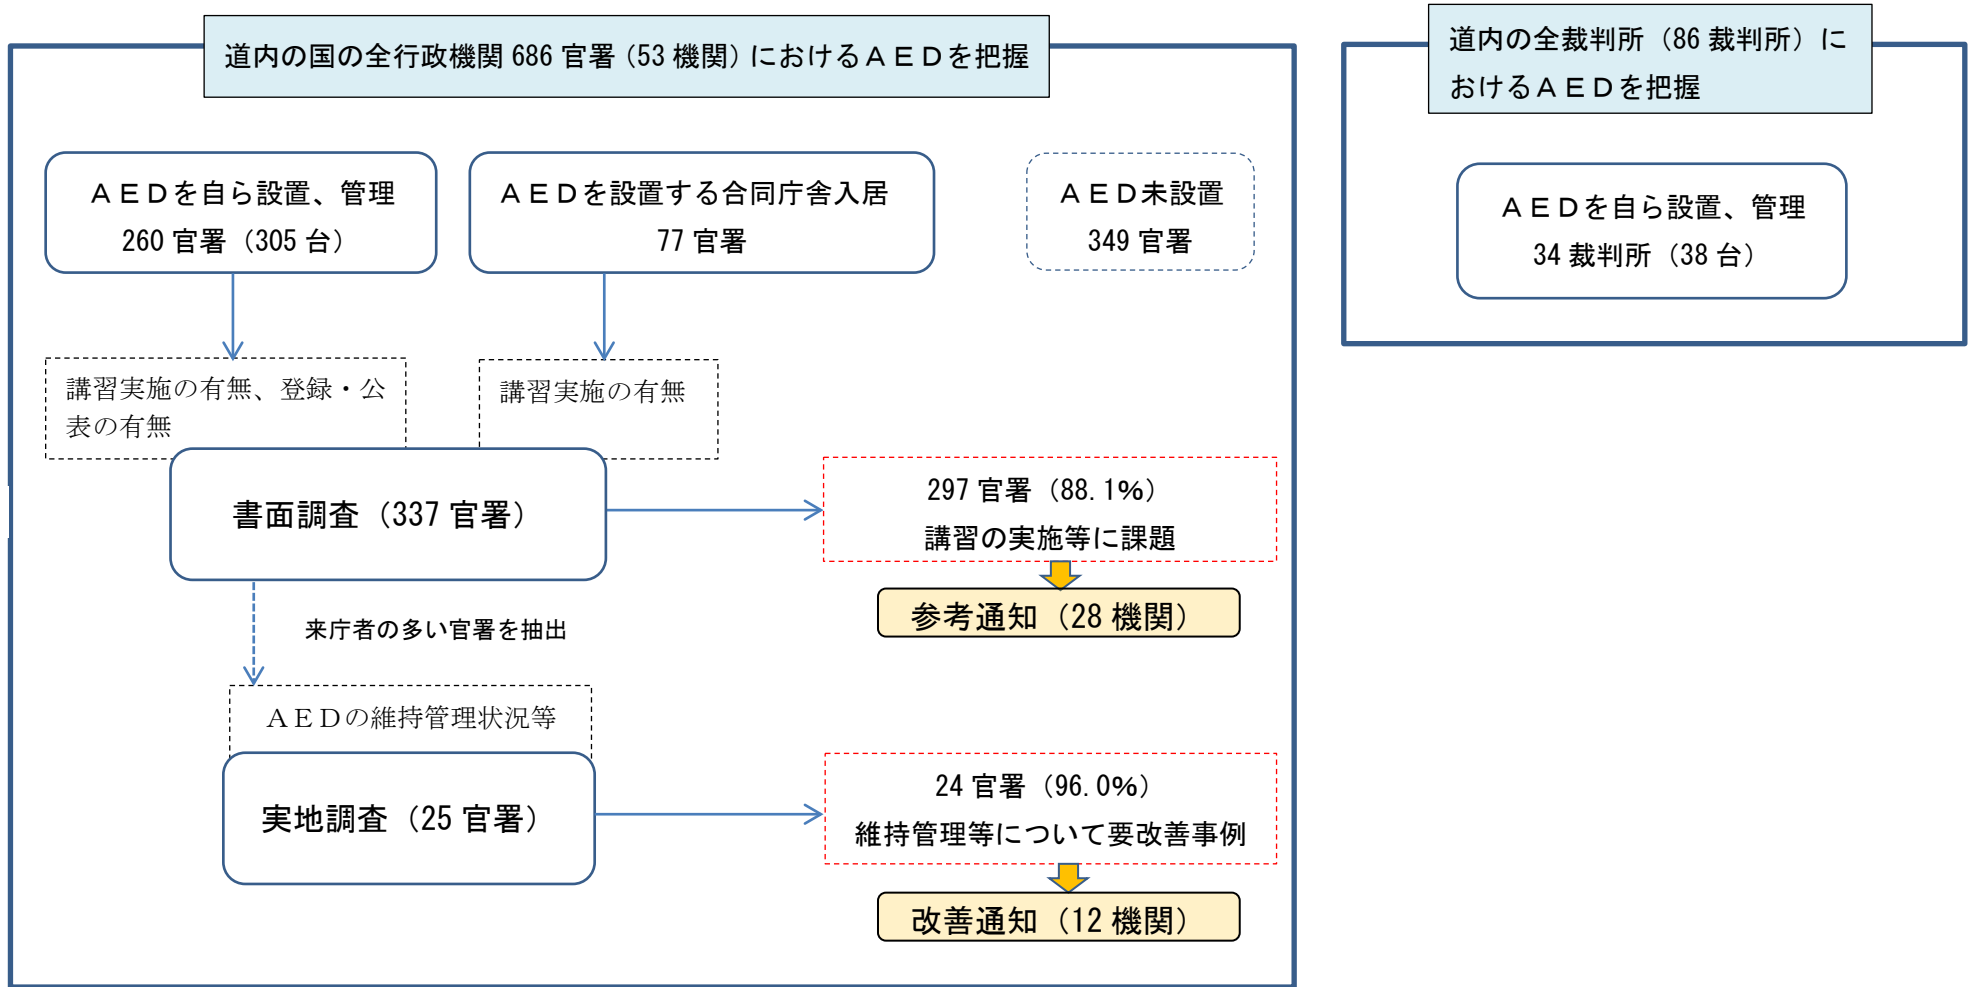 道内の国の全行政機関 686 官署（53 機関）におけるＡＥＤを把握
ＡＥＤを自ら設置、管理
260 官署（305 台）
ＡＥＤを設置する合同庁舎入居
77 官署
ＡＥＤ未設置
349 官署
講習実施の有無、登録・公
表の有無
講習実施の有無
書面調査（337 官署）
297 官署（88.1%）
講習の実施等に課題
参考通知（28 機関）
来庁者の多い官署を抽出
ＡＥＤの維持管理状況等
実地調査（25 官署）
24 官署（96.0%）
維持管理等について要改善事例
改善通知（12 機関）
道内の全裁判所（86 裁判所）に
おけるＡＥＤを把握
ＡＥＤを自ら設置、管理
34 裁判所（38 台）